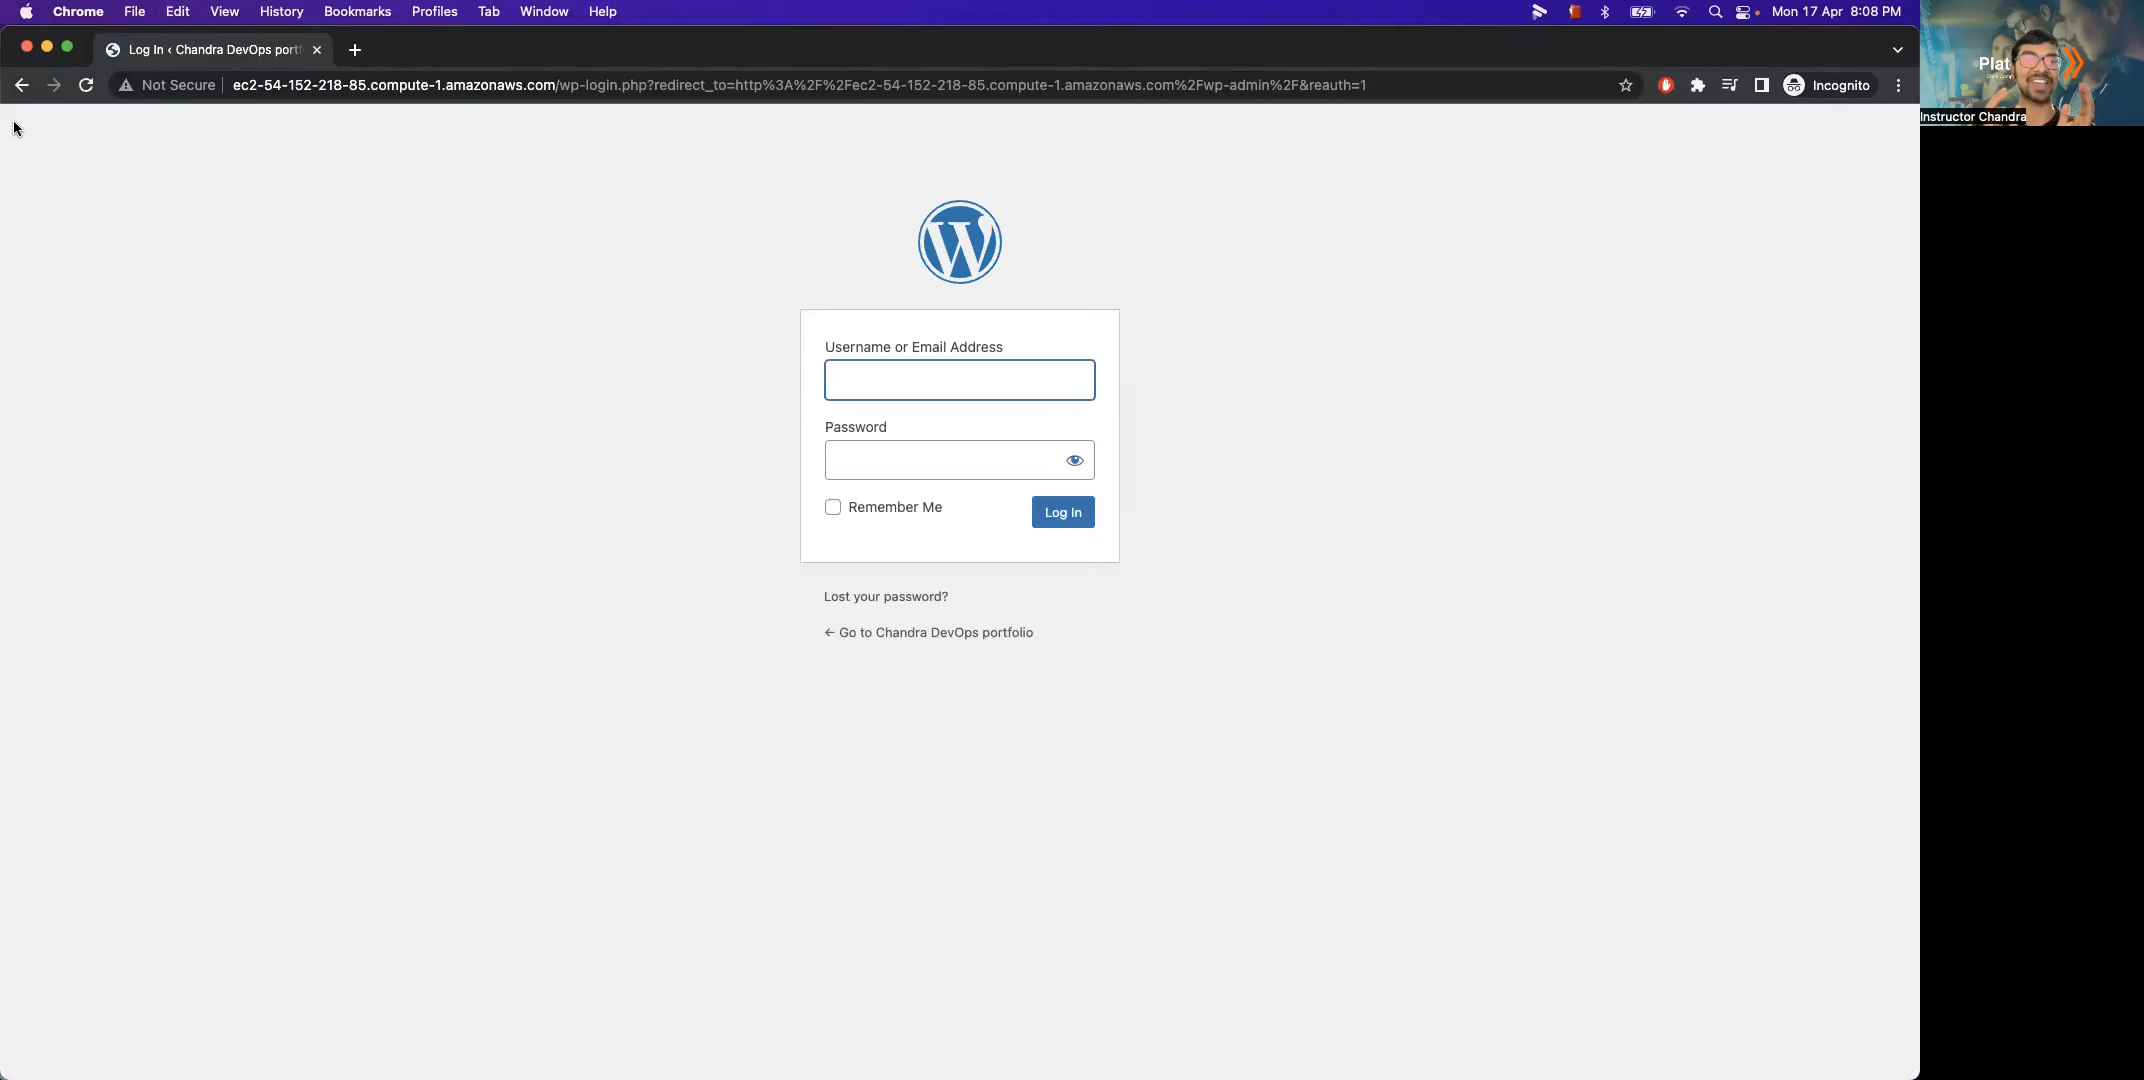 Chrome File Edit View History Bookmarks Profiles Tab Window Help Mon 17 Apr 8:08 PM
Log In ‹ Chandra DevOps portf
Not Secure ec2-54-152-218-85.compute-1.amazonaws.com/wp-login.php?redirect_to=http%3A%2F%2Fec2-54-152-218-85.compute-1.amazonaws.com%2Fwp-admin%2F&reauth=1 Incognito
Plat
Instructor Chandra
Username or Email Address
Password
Remember Me Log In
Lost your password?
← Go to Chandra DevOps portfolio